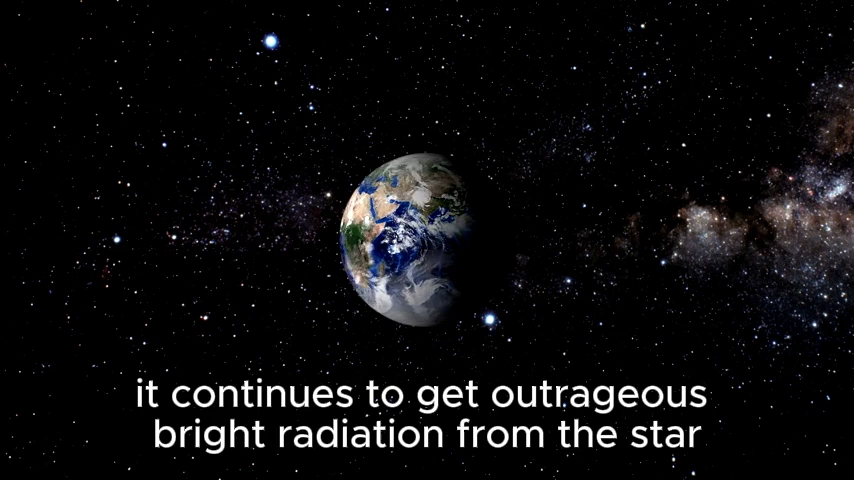 it continues to get outrageous
bright radiation from the star